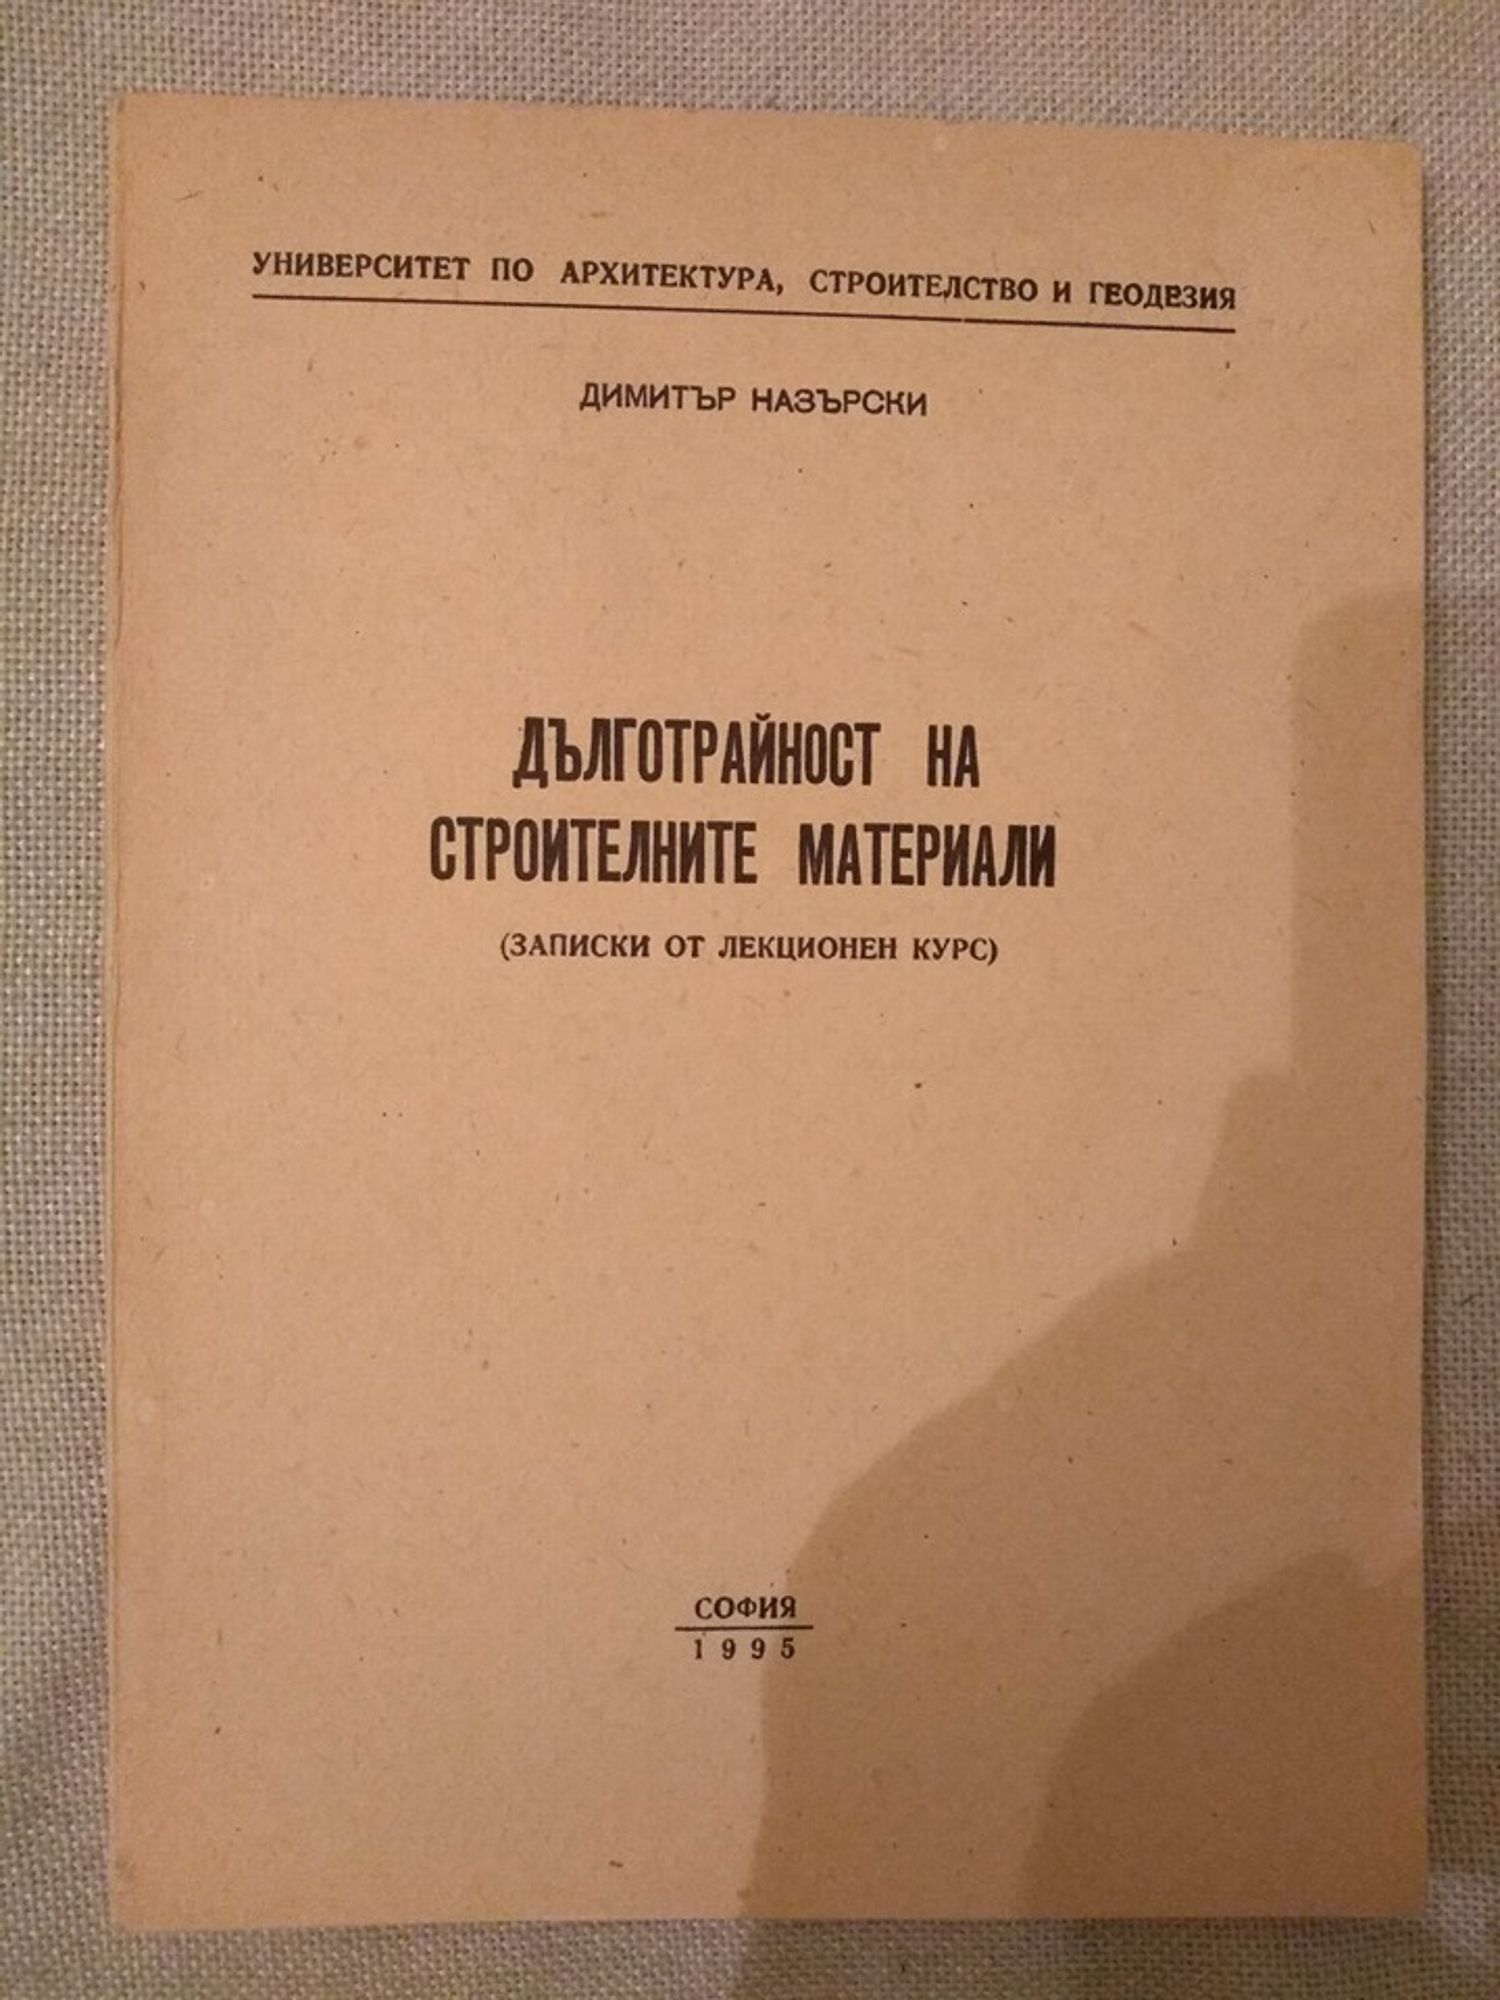 УНИВЕРСИТЕТ ПО АРХИТЕКТУРА, СТРОИТЕЛСТВО И ГЕОДЕЗИЯ
ДИМИТЪР НАЗЪРСКИ
ДЪЛГОТРАЙНОСТ НА
СТРОИТЕЛНИТЕ МАТЕРИАЛИ
(ЗАПИСКИ ОТ ЛЕКЦИОНЕН КУРС)
СОФИЯ
1995